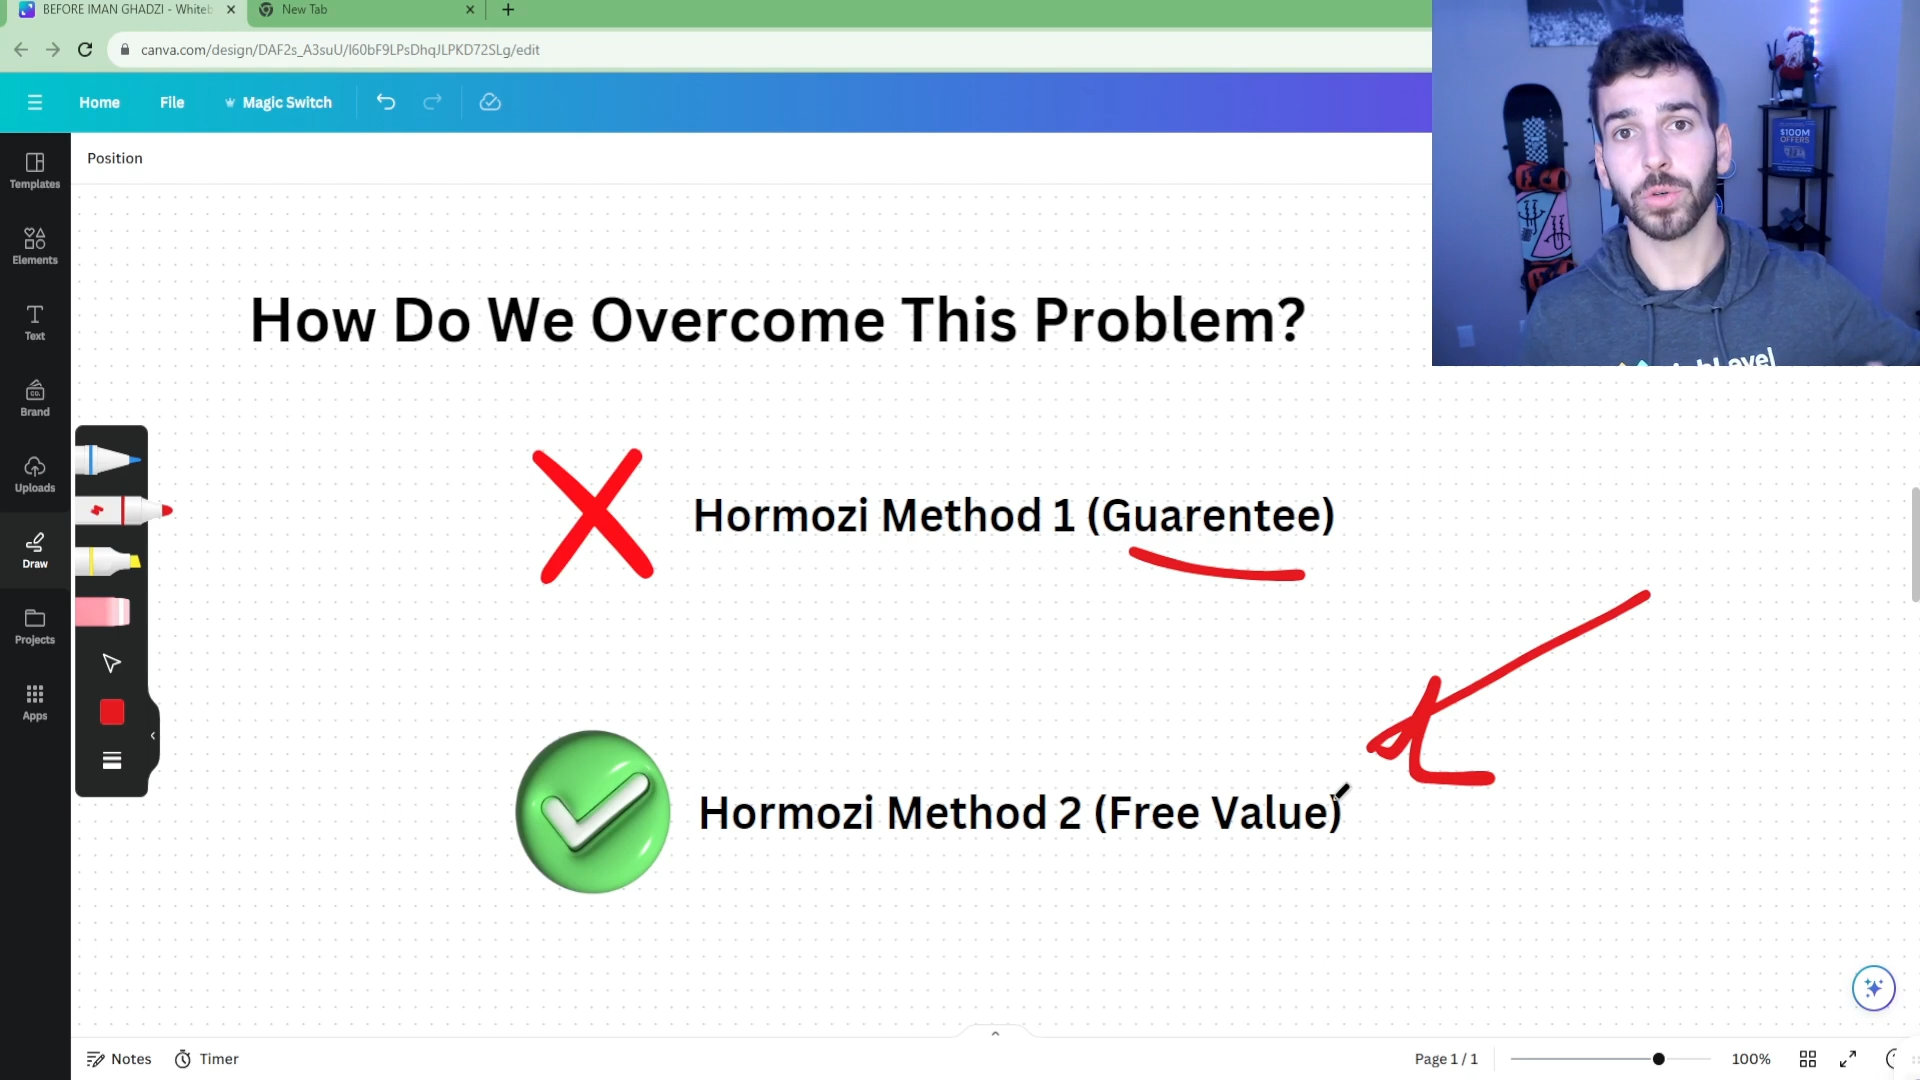 BEFORE IMAN GHADZI - Whiteb
New Tab
canva.com/design/DAF2s_A3suU/l60bF9LPsDhqJLPKD72SLg/edit
Home
File
Magic Switch
Position
Templates
Elements
Text
Brand
Uploads
Draw
Projects
Apps
$100M
OFFERS
How Do We Overcome This Problem?
Hormozi Method 1 (Guarentee)
Hormozi Method 2 (Free Value)
Notes
Timer
Page 1 / 1
100%